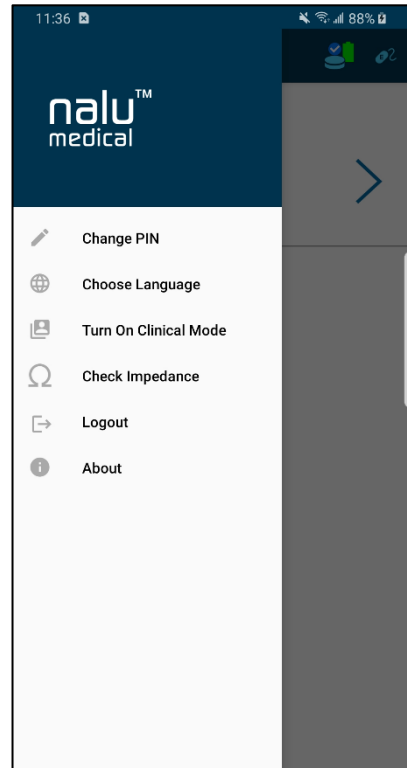 11:36 88%
nalu™
medical
Change PIN
Choose Language
Turn On Clinical Mode
Check Impedance
Logout
About